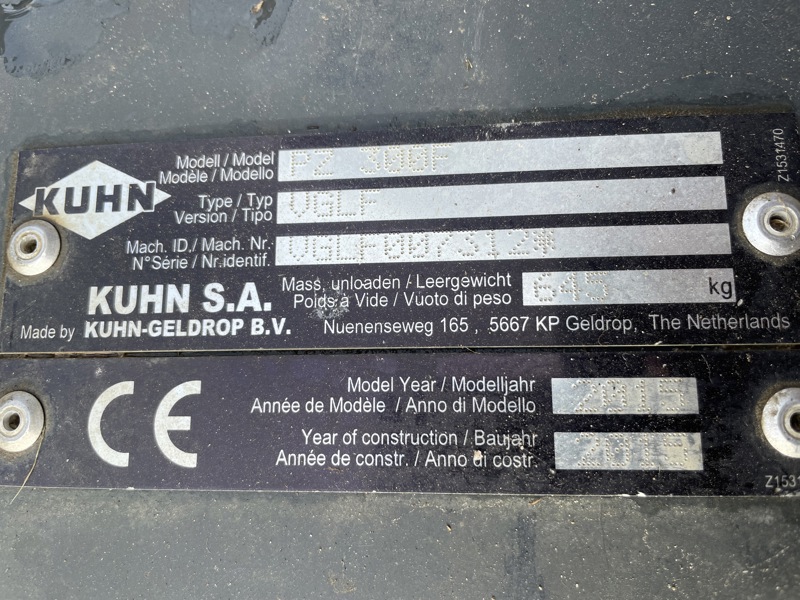 Z1531470
KUHN
Modell / Model PZ 300F
Modèle / Modello
Type / Typ VGLF
Version / Tipo
Mach. ID./ Mach. Nr. VGLF007312*
N°Série / Nr.identif.
KUHN S.A.
Mass, unloaden / Leergewicht 645 kg
Poids à Vide / Vuoto di peso
Made by KUHN-GELDROP B.V. Nuenenseweg 165 , 5667 KP Geldrop, The Netherlands
CE
Model Year / Modelljahr 2015
Année de Modèle / Anno di Modello
Year of construction / Baujahr 2015
Année de constr. / Anno di costr.